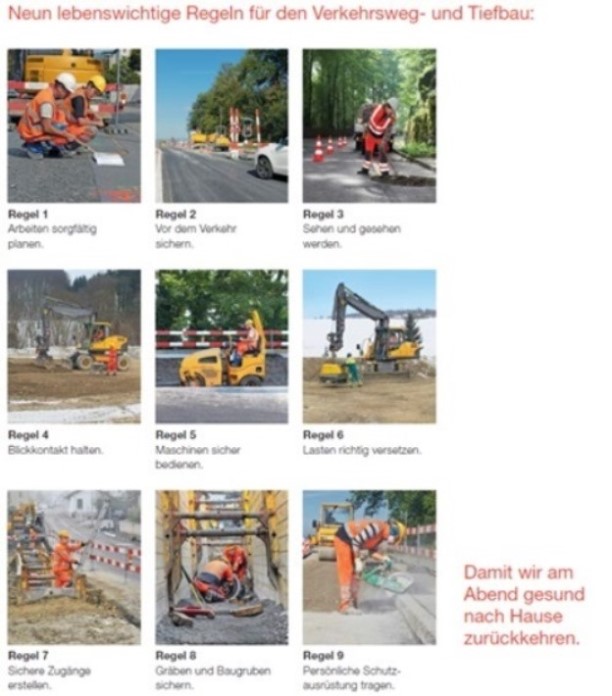 Neun lebenswichtige Regeln für den Verkehrsweg- und Tiefbau:
Regel 1
Arbeiten sorgfältig
planen.
Regel 2
Vor dem Verkehr
sichern.
Regel 3
Sehen und gesehen
werden.
Regel 4
Blickkontakt halten.
Regel 5
Maschinen sicher
bedienen.
Regel 6
Lasten richtig versetzen.
Regel 7
Sichere Zugänge
erstellen.
Regel 8
Gräben und Baugruben
sichern.
Regel 9
Persönliche Schutz-
ausrüstung tragen.
Damit wir am
Abend gesund
nach Hause
zurückkehren.